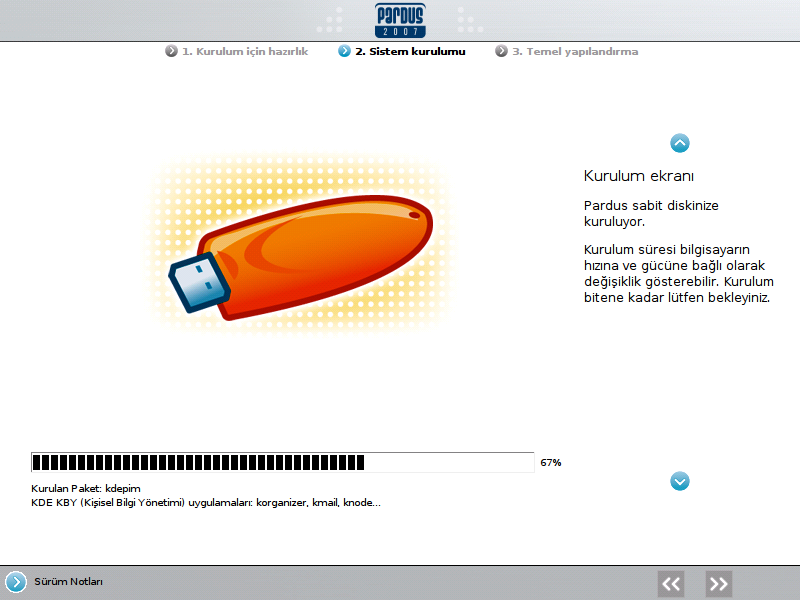 PARDUS
2007
1. Kurulum için hazırlık
2. Sistem kurulumu
3. Temel yapılandırma
Kurulum ekranı
Pardus sabit diskinize
kuruluyor.
Kurulum süresi bilgisayarın
hızına ve gücüne bağlı olarak
değişiklik gösterebilir. Kurulum
bitene kadar lütfen bekleyiniz.
67%
Kurulan Paket: kdepim
KDE KBY (Kişisel Bilgi Yönetimi) uygulamaları: korganizer, kmail, knode...
Sürüm Notları